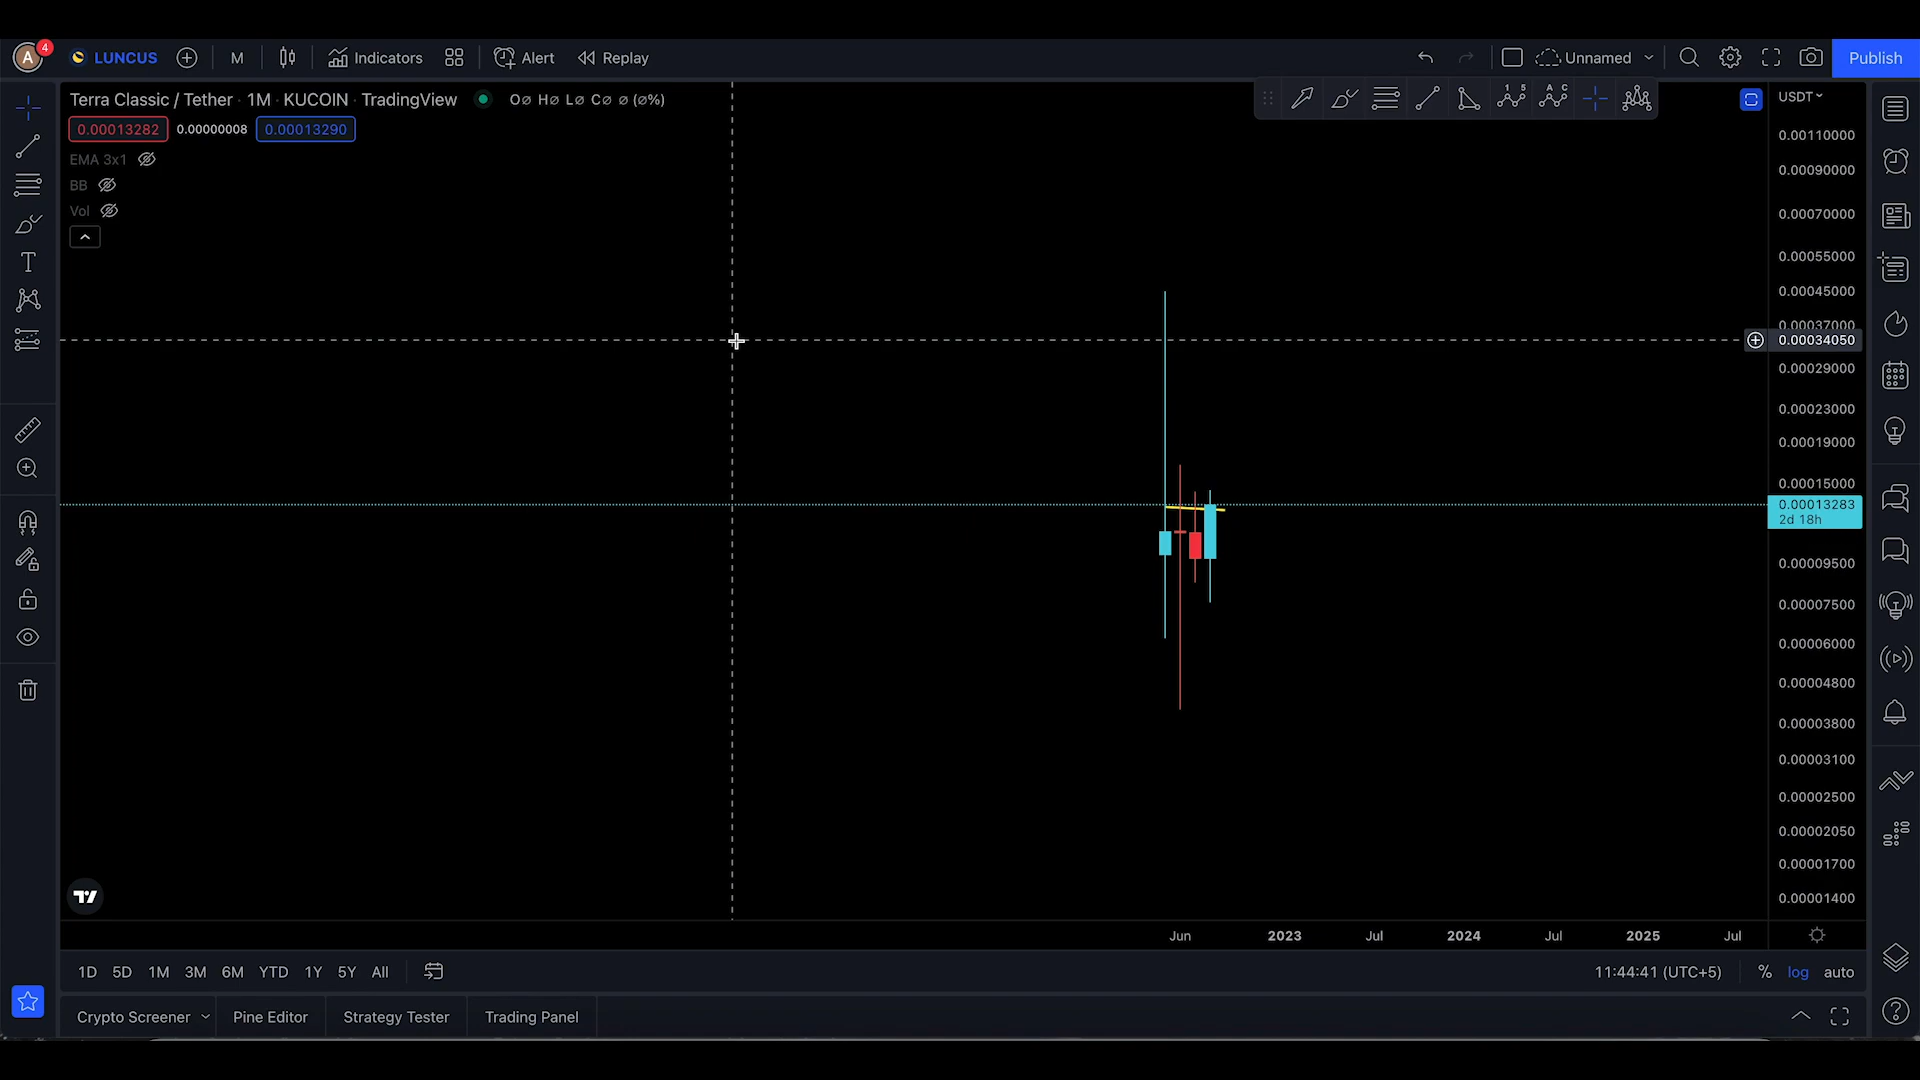 A 4 LUNCUS M Indicators Alert Replay Unnamed Publish
Terra Classic / Tether · 1M · KUCOIN · TradingView O∅ H∅ L∅ C∅ ∅ (∅%)
USDT
0.00013282 0.00000008 0.00013290
EMA 3x1
BB
Vol
0.00110000
0.00090000
0.00070000
0.00055000
0.00045000
0.00037000
0.00034050
0.00029000
0.00023000
0.00019000
0.00015000
0.00013283
2d 18h
0.00009500
0.00007500
0.00006000
0.00004800
0.00003800
0.00003100
0.00002500
0.00002050
0.00001700
0.00001400
Jun 2023 Jul 2024 Jul 2025 Jul
1D 5D 1M 3M 6M YTD 1Y 5Y All 11:44:41 (UTC+5) % log auto
Crypto Screener Pine Editor Strategy Tester Trading Panel